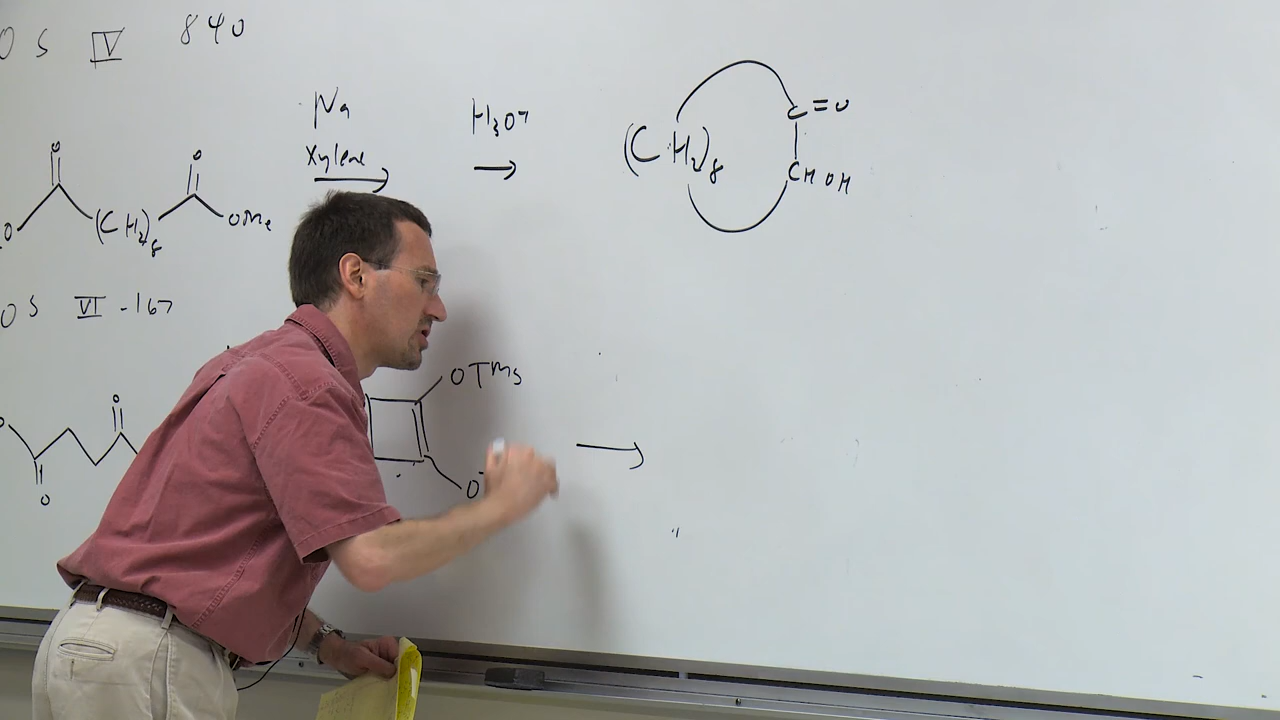 OS IV 840
Na
Xylene
H3O+
O
O
O
(CH2)8
OMe
(CH2)8
C=O
CHOH
OS VI -167
OTMS
O
O
O
O